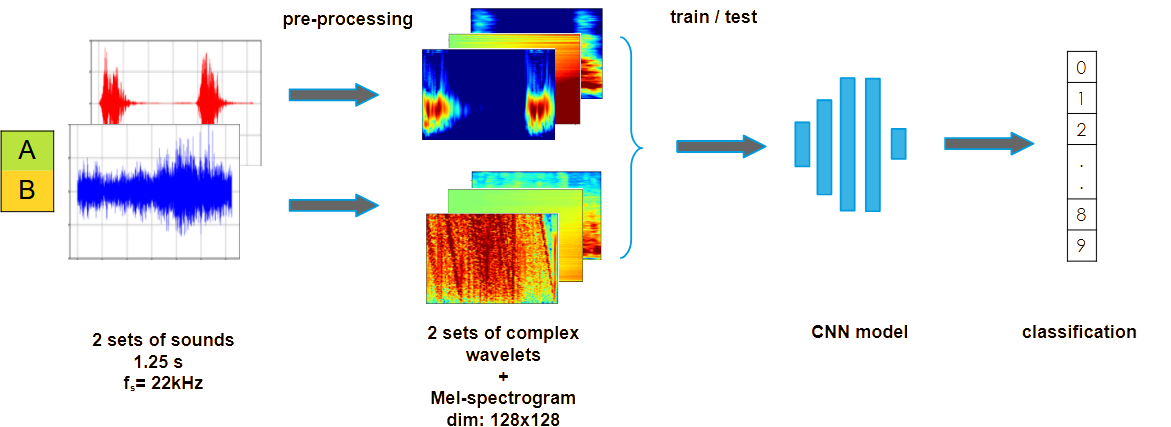 pre-processing
train / test
A
B
0
1
2
.
.
8
9
2 sets of sounds
1.25 s
fs= 22kHz
2 sets of complex
wavelets
+
Mel-spectrogram
dim: 128x128
CNN model
classification